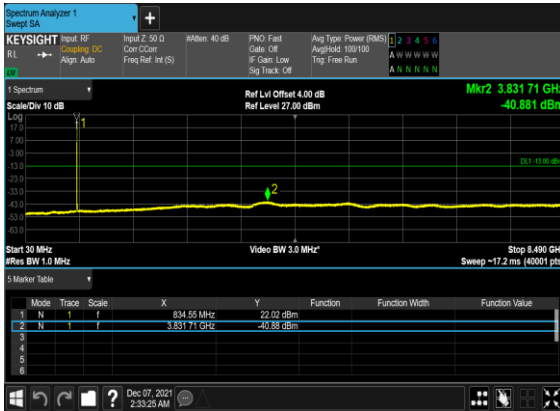 Spectrum Analyzer 1
Swept SA
KEYSIGHT Input: RF Input Z: 50 Ω #Atten: 40 dB PNO: Fast Avg Type: Power (RMS) 1 2 3 4 5 6
RL Coupling: DC Corr CCorr Gate: Off Avg|Hold: 100/100 A W W W W W
Align: Auto Freq Ref: Int (S) IF Gain: Low Trig: Free Run
Sig Track: Off A N N N N N
1 Spectrum Ref Lvl Offset 4.00 dB Mkr2 3.831 71 GHz
Scale/Div 10 dB Ref Level 27.00 dBm -40.881 dBm
Log
17.0
7.00
-3.00
-13.0 DL1 -13.00 dBm
-23.0
-33.0
-43.0
-53.0
-63.0
1
2
Start 30 MHz Video BW 3.0 MHz* Stop 8.490 GHz
#Res BW 1.0 MHz Sweep ~17.2 ms (40001 pts)
5 Marker Table
Mode Trace Scale X Y Function Function Width Function Value
1 N 1 f 834.55 MHz 22.02 dBm
2 N 1 f 3.831 71 GHz -40.88 dBm
3
4
5
6
Dec 07, 2021
2:33:25 AM